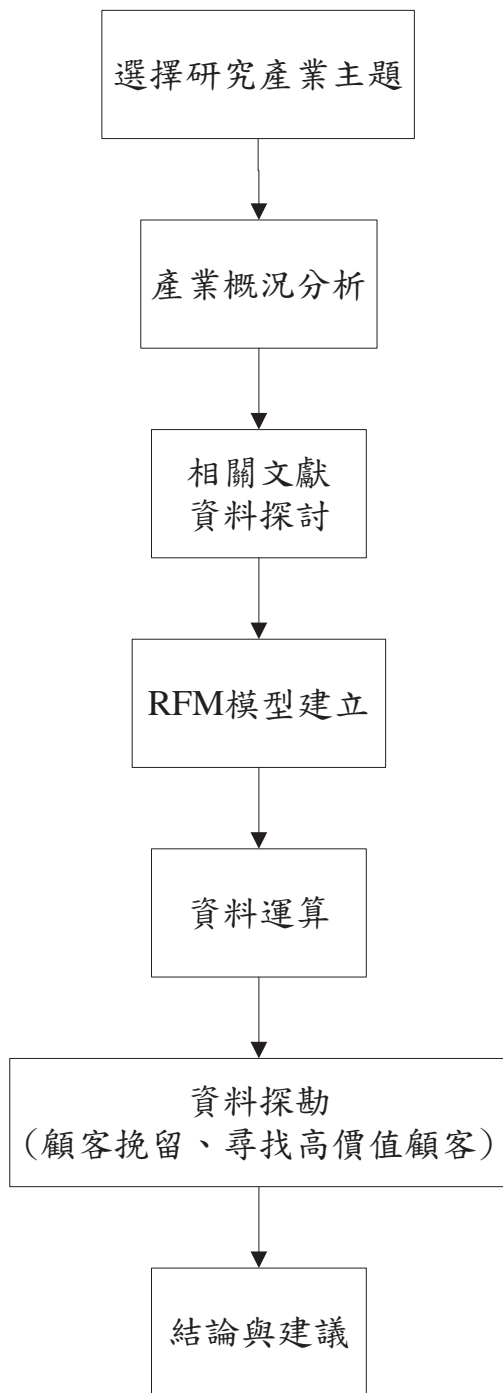 選擇研究產業主題
產業概況分析
相關文獻
資料探討
RFM模型建立
資料運算
資料探勘
（顧客挽留、尋找高價值顧客）
結論與建議